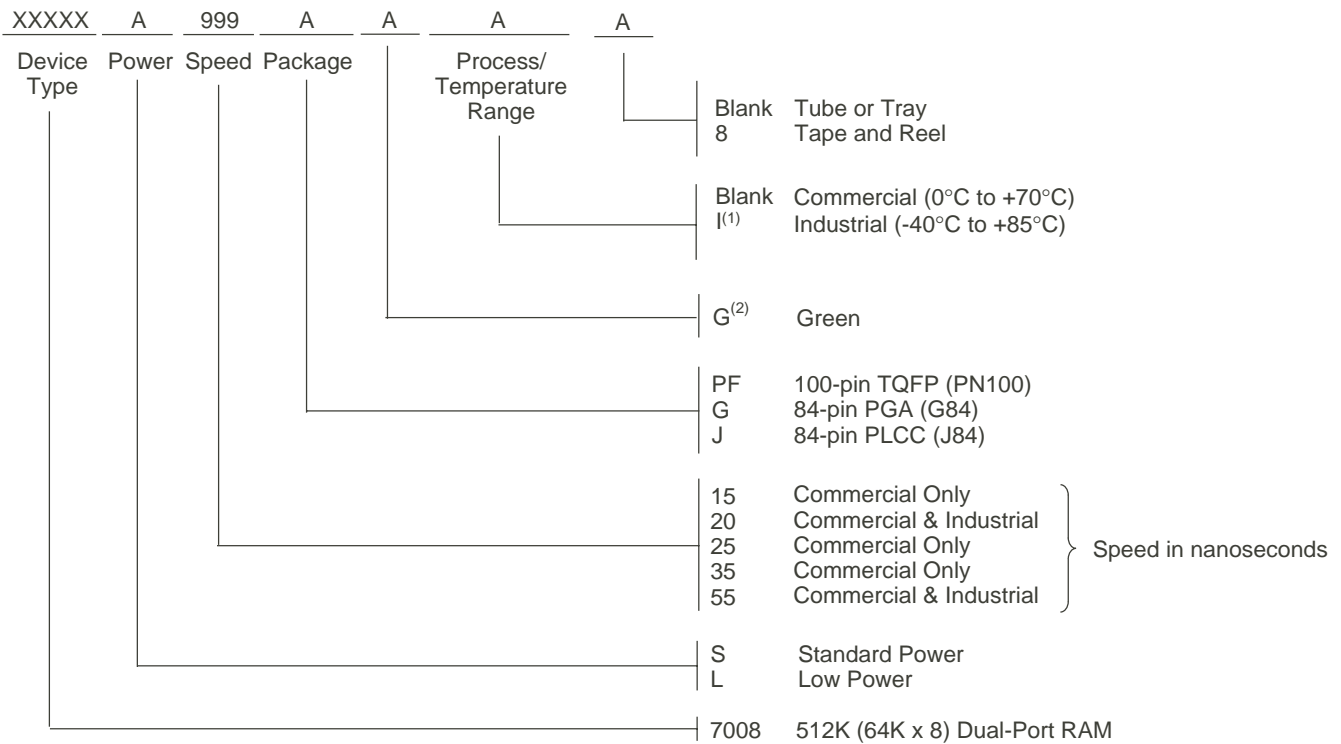 XXXXX A 999 A A A A
Device Type Power Speed Package Process/ Temperature Range
Blank Tube or Tray
8 Tape and Reel
Blank Commercial (0°C to +70°C)
I(1) Industrial (-40°C to +85°C)
G(2) Green
PF 100-pin TQFP (PN100)
G 84-pin PGA (G84)
J 84-pin PLCC (J84)
15 Commercial Only
20 Commercial & Industrial
25 Commercial Only
35 Commercial Only
55 Commercial & Industrial
Speed in nanoseconds
S Standard Power
L Low Power
7008 512K (64K x 8) Dual-Port RAM